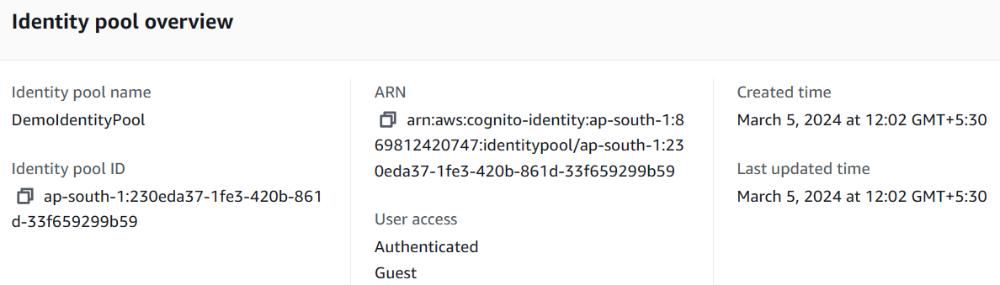 Identity pool overview
Identity pool name
DemoIdentityPool
Identity pool ID
ap-south-1:230eda37-1fe3-420b-861
d-33f659299b59
ARN
arn:aws:cognito-identity:ap-south-1:8
69812420747:identitypool/ap-south-1:23
0eda37-1fe3-420b-861d-33f659299b59
User access
Authenticated
Guest
Created time
March 5, 2024 at 12:02 GMT+5:30
Last updated time
March 5, 2024 at 12:02 GMT+5:30